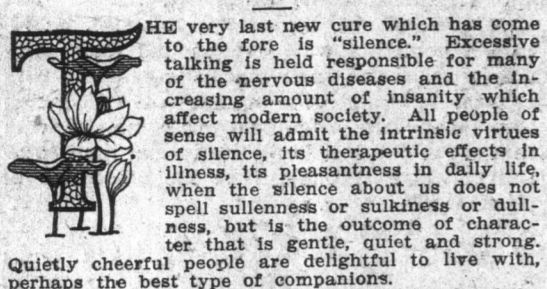 THE very last new cure which has come
to the fore is "silence." Excessive
talking is held responsible for many
of the nervous diseases and the in-
creasing amount of insanity which
affect modern society. All people of
sense will admit the intrinsic virtues
of silence, its therapeutic effects in
illness, its pleasantness in daily life,
when the silence about us does not
spell sullenness or sulkiness or dull-
ness, but is the outcome of charac-
ter that is gentle, quiet and strong.
Quietly cheerful people are delightful to live with,
perhaps the best type of companions.